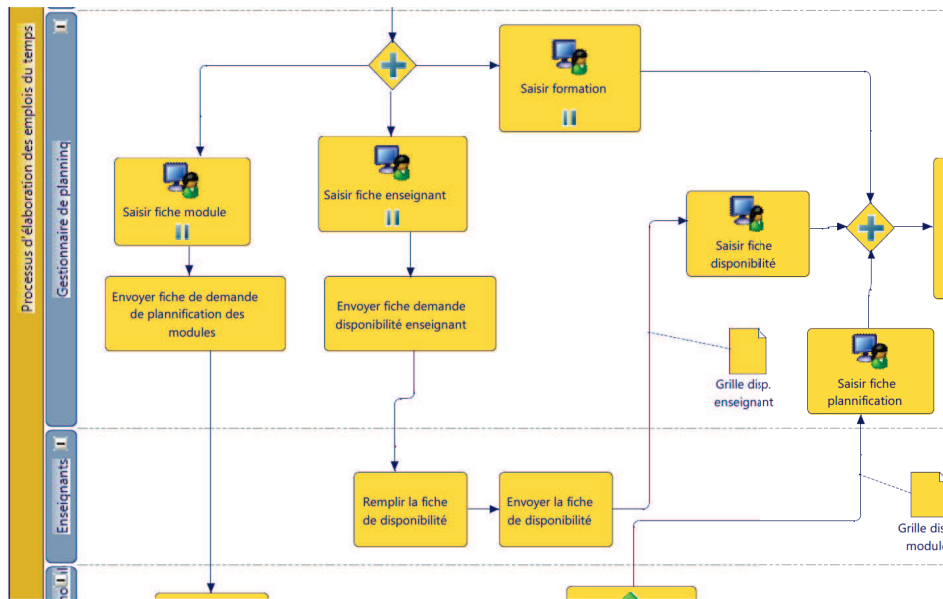 Processus d'élaboration des emplois du temps
Gestionnaire de planning
Saisir formation
Saisir fiche module
Saisir fiche enseignant
Saisir fiche
disponibilité
Envoyer fiche de demande
de plannification des
modules
Envoyer fiche demande
disponibilité enseignant
Grille disp.
enseignant
Saisir fiche
plannification
Enseignants
Remplir la fiche
de disponibilité
Envoyer la fiche
de disponibilité
Grille